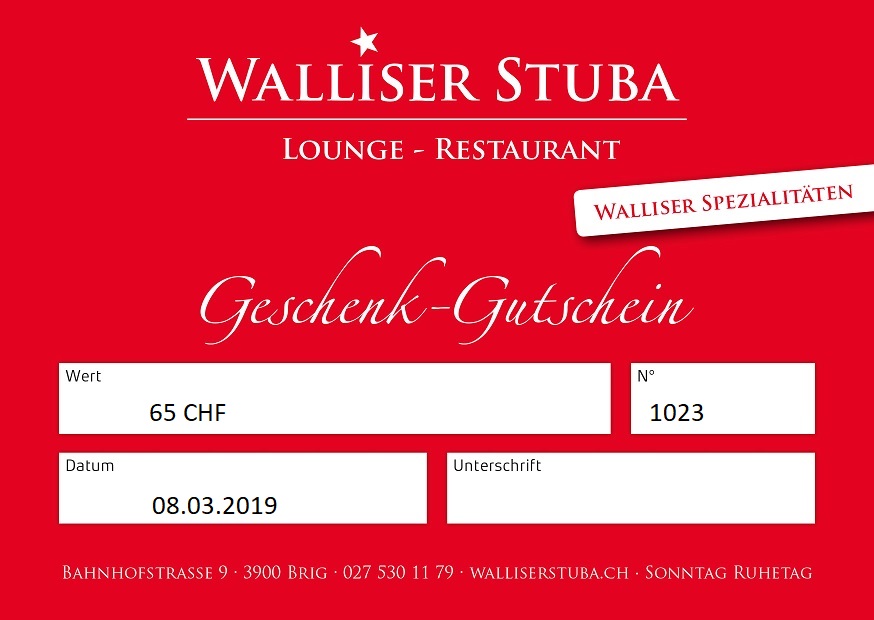 Walliser Stuba
Lounge - Restaurant
Walliser Spezialitäten
Geschenk-Gutschein
Wert
65 CHF
N°
1023
Datum
08.03.2019
Unterschrift
Bahnhofstrasse 9 · 3900 Brig · 027 530 11 79 · walliserstuba.ch · Sonntag Ruhetag